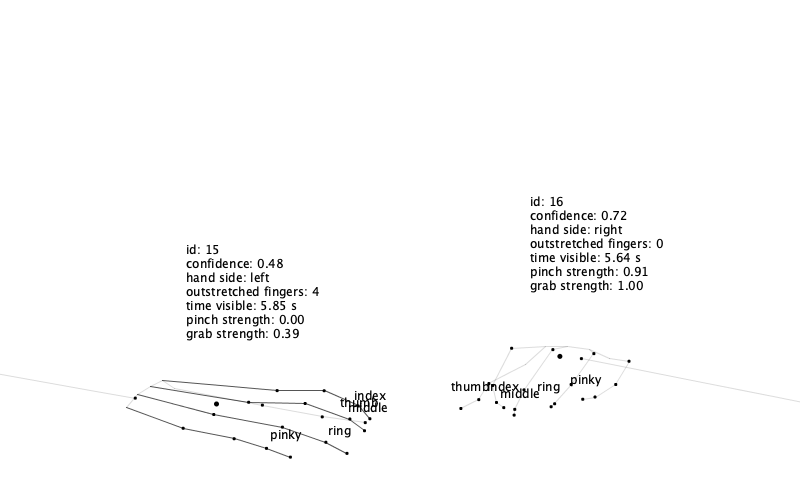 id: 16
confidence: 0.72
hand side: right
outstretched fingers: 0
time visible: 5.64 s
pinch strength: 0.91
grab strength: 1.00
id: 15
confidence: 0.48
hand side: left
outstretched fingers: 4
time visible: 5.85 s
pinch strength: 0.00
grab strength: 0.39
index
thumb
middle
ring
pinky
thumb
index
middle
ring
pinky